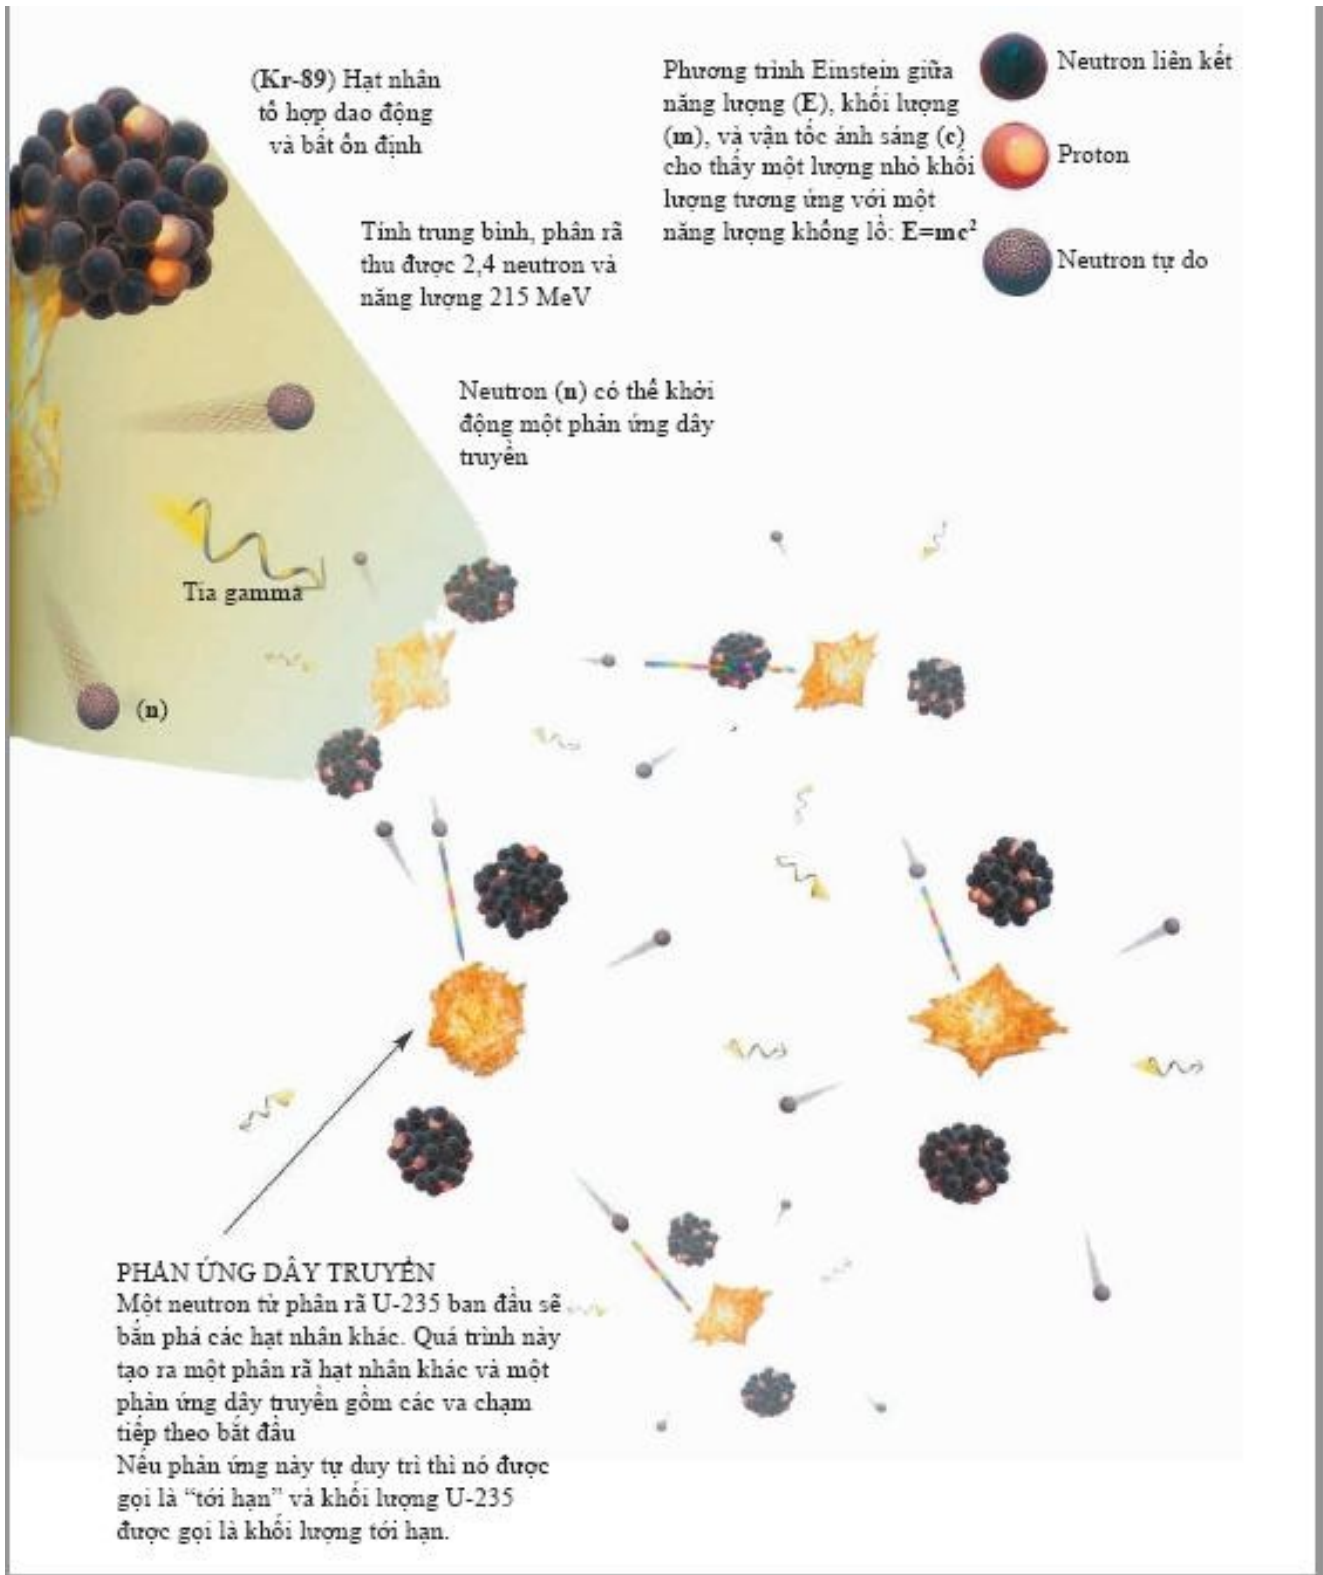 (Kr-89) Hạt nhân
tổ hợp dao động
và bất ổn định
Phương trình Einstein giữa
năng lượng (E), khối lượng
(m), và vận tốc ánh sáng (c)
cho thấy một lượng nhỏ khối
lượng tương ứng với một
năng lượng khổng lồ: E=mc²
Neutron liên kết
Proton
Neutron tự do
Tính trung bình, phân rã
thu được 2,4 neutron và
năng lượng 215 MeV
Neutron (n) có thể khởi
động một phản ứng dây
truyền
Tia gamma
(n)
PHẢN ỨNG DÂY TRUYỀN
Một neutron từ phân rã U-235 ban đầu sẽ
bắn phá các hạt nhân khác. Quá trình này
tạo ra một phân rã hạt nhân khác và một
phản ứng dây truyền gồm các va chạm
tiếp theo bắt đầu
Nếu phản ứng này tự duy trì thì nó được
gọi là “tới hạn” và khối lượng U-235
được gọi là khối lượng tới hạn.